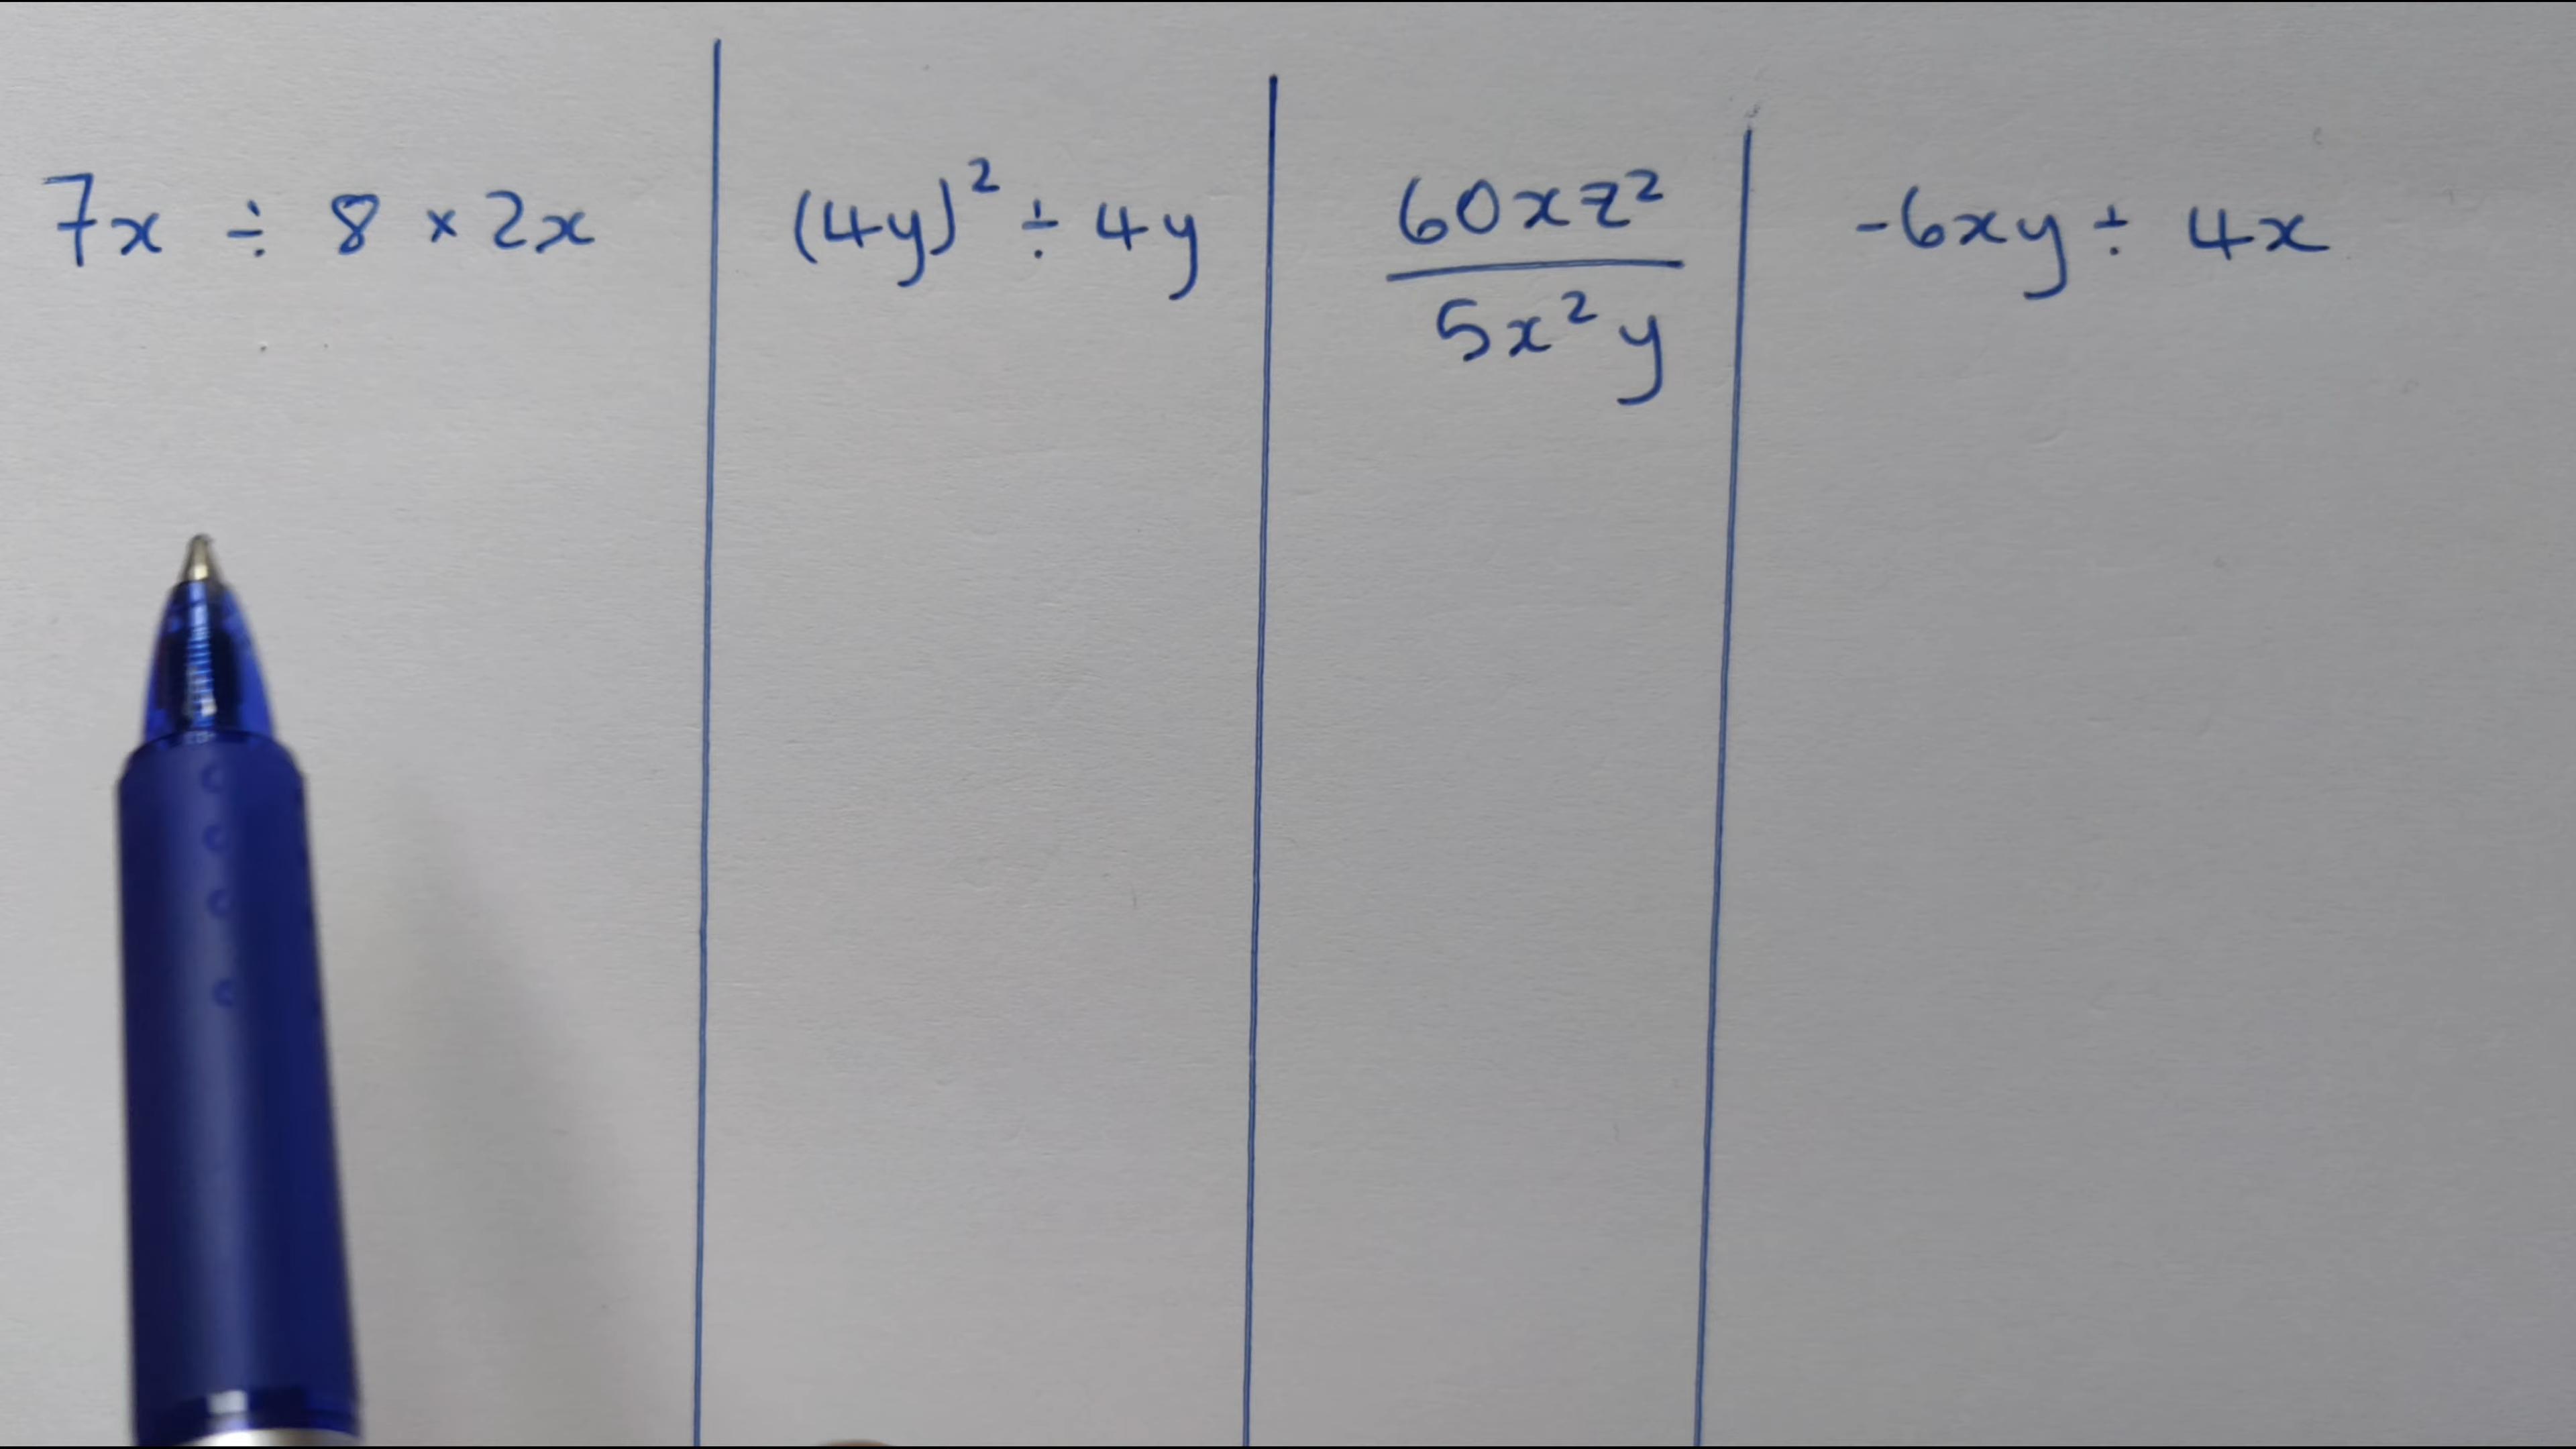 7x ÷ 8 × 2x
(4y)² ÷ 4y
60xz²
5x²y
-6xy ÷ 4x